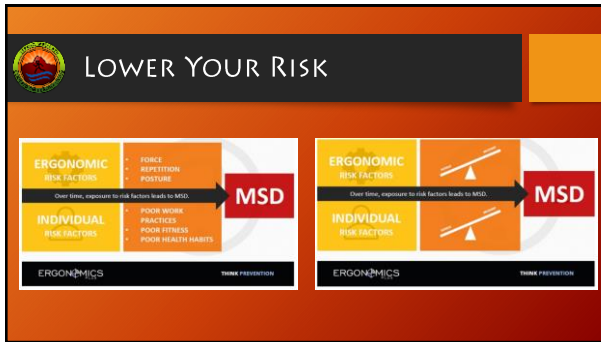 LOWER YOUR RISK
ERGONOMIC
RISK FACTORS
• FORCE
• REPETITION
• POSTURE
Over time, exposure to risk factors leads to MSD.
MSD
INDIVIDUAL
RISK FACTORS
• POOR WORK
PRACTICES
• POOR FITNESS
• POOR HEALTH HABITS
ERGONOMICS
PLUS
THINK PREVENTION
ERGONOMIC
RISK FACTORS
Over time, exposure to risk factors leads to MSD.
MSD
INDIVIDUAL
RISK FACTORS
ERGONOMICS
PLUS
THINK PREVENTION